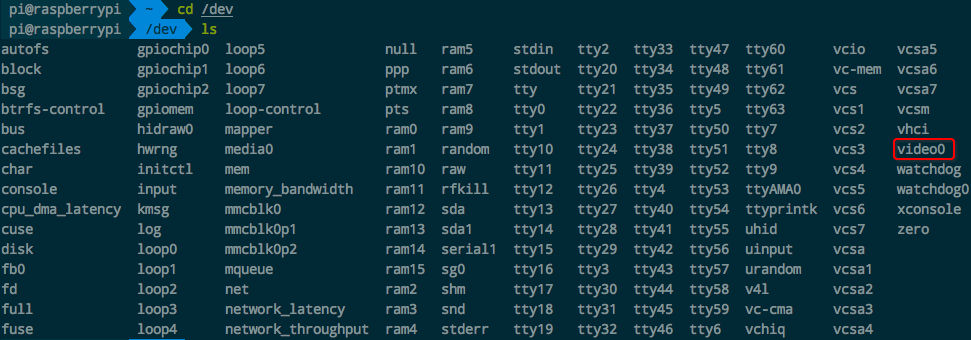 pi@raspberrypi ~ cd /dev
pi@raspberrypi /dev ls
autofs gpiochip0 loop5 null ram5 stdin tty2 tty33 tty47 tty60 vcio vcsa5
block gpiochip1 loop6 ppp ram6 stdout tty20 tty34 tty48 tty61 vc-mem vcsa6
bsg gpiochip2 loop7 ptmx ram7 tty tty21 tty35 tty49 tty62 vcs vcsa7
btrfs-control gpiomem loop-control pts ram8 tty0 tty22 tty36 tty5 tty63 vcs1 vcsm
bus hidraw0 mapper ram0 ram9 tty1 tty23 tty37 tty50 tty7 vcs2 vhci
cachefiles hwrng media0 ram1 random tty10 tty24 tty38 tty51 tty8 vcs3 video0
char initctl mem ram10 raw tty11 tty25 tty39 tty52 tty9 vcs4 watchdog
console input memory_bandwidth ram11 rfkill tty12 tty26 tty4 tty53 ttyAMA0 vcs5 watchdog0
cpu_dma_latency kmsg mmcblk0 ram12 sda tty13 tty27 tty40 tty54 ttyprintk vcs6 xconsole
cuse log mmcblk0p1 ram13 sda1 tty14 tty28 tty41 tty55 uhid vcs7 zero
disk loop0 mmcblk0p2 ram14 serial1 tty15 tty29 tty42 tty56 uinput vcsa
fb0 loop1 mqueue ram15 sg0 tty16 tty3 tty43 tty57 urandom vcsa1
fd loop2 net ram2 shm tty17 tty30 tty44 tty58 v4l vcsa2
full loop3 network_latency ram3 snd tty18 tty31 tty45 tty59 vc-cma vcsa3
fuse loop4 network_throughput ram4 stderr tty19 tty32 tty46 tty6 vchiq vcsa4